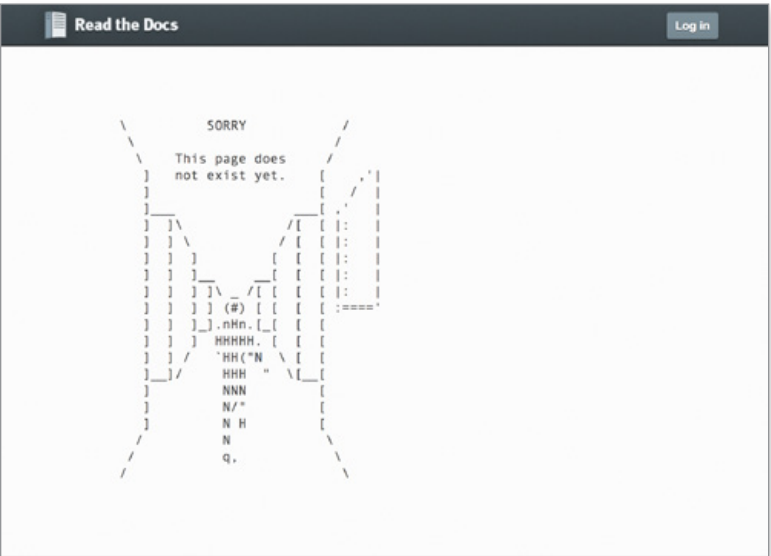 Read the Docs
Log in
SORRY
This page does
not exist yet.